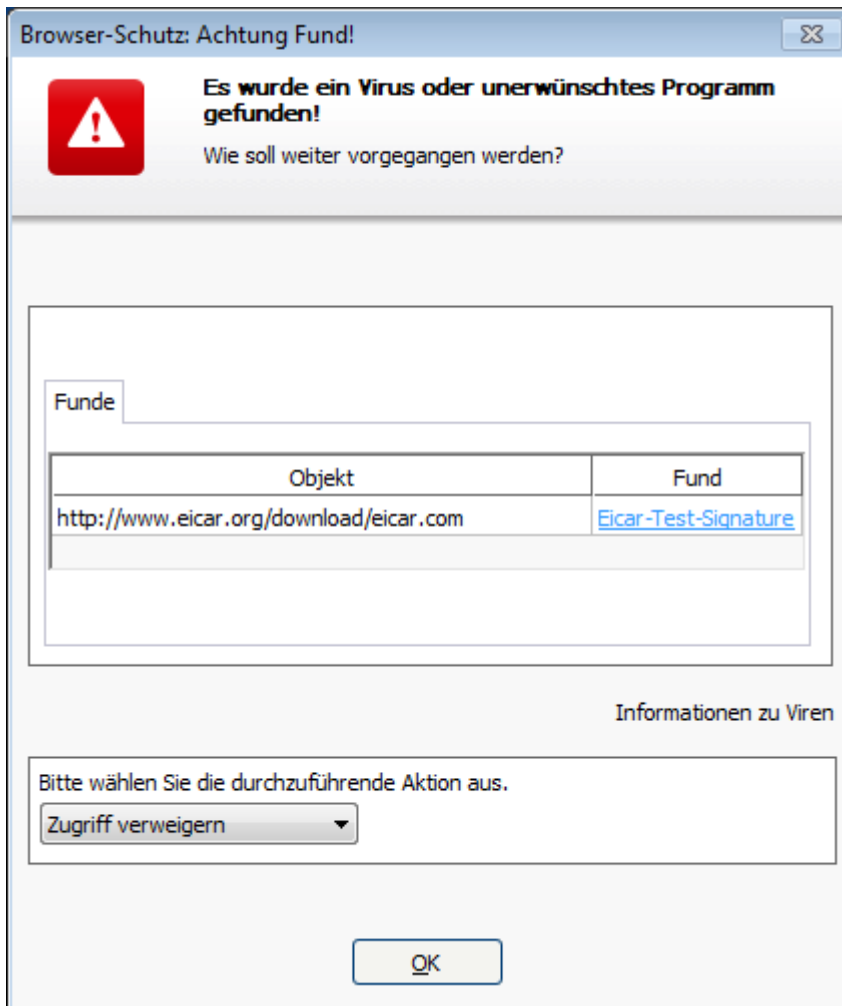 Browser-Schutz: Achtung Fund!
Es wurde ein Virus oder unerwünschtes Programm
gefunden!
Wie soll weiter vorgegangen werden?
Funde
Objekt Fund
http://www.eicar.org/download/eicar.com Eicar-Test-Signature
Informationen zu Viren
Bitte wählen Sie die durchzuführende Aktion aus.
Zugriff verweigern
OK